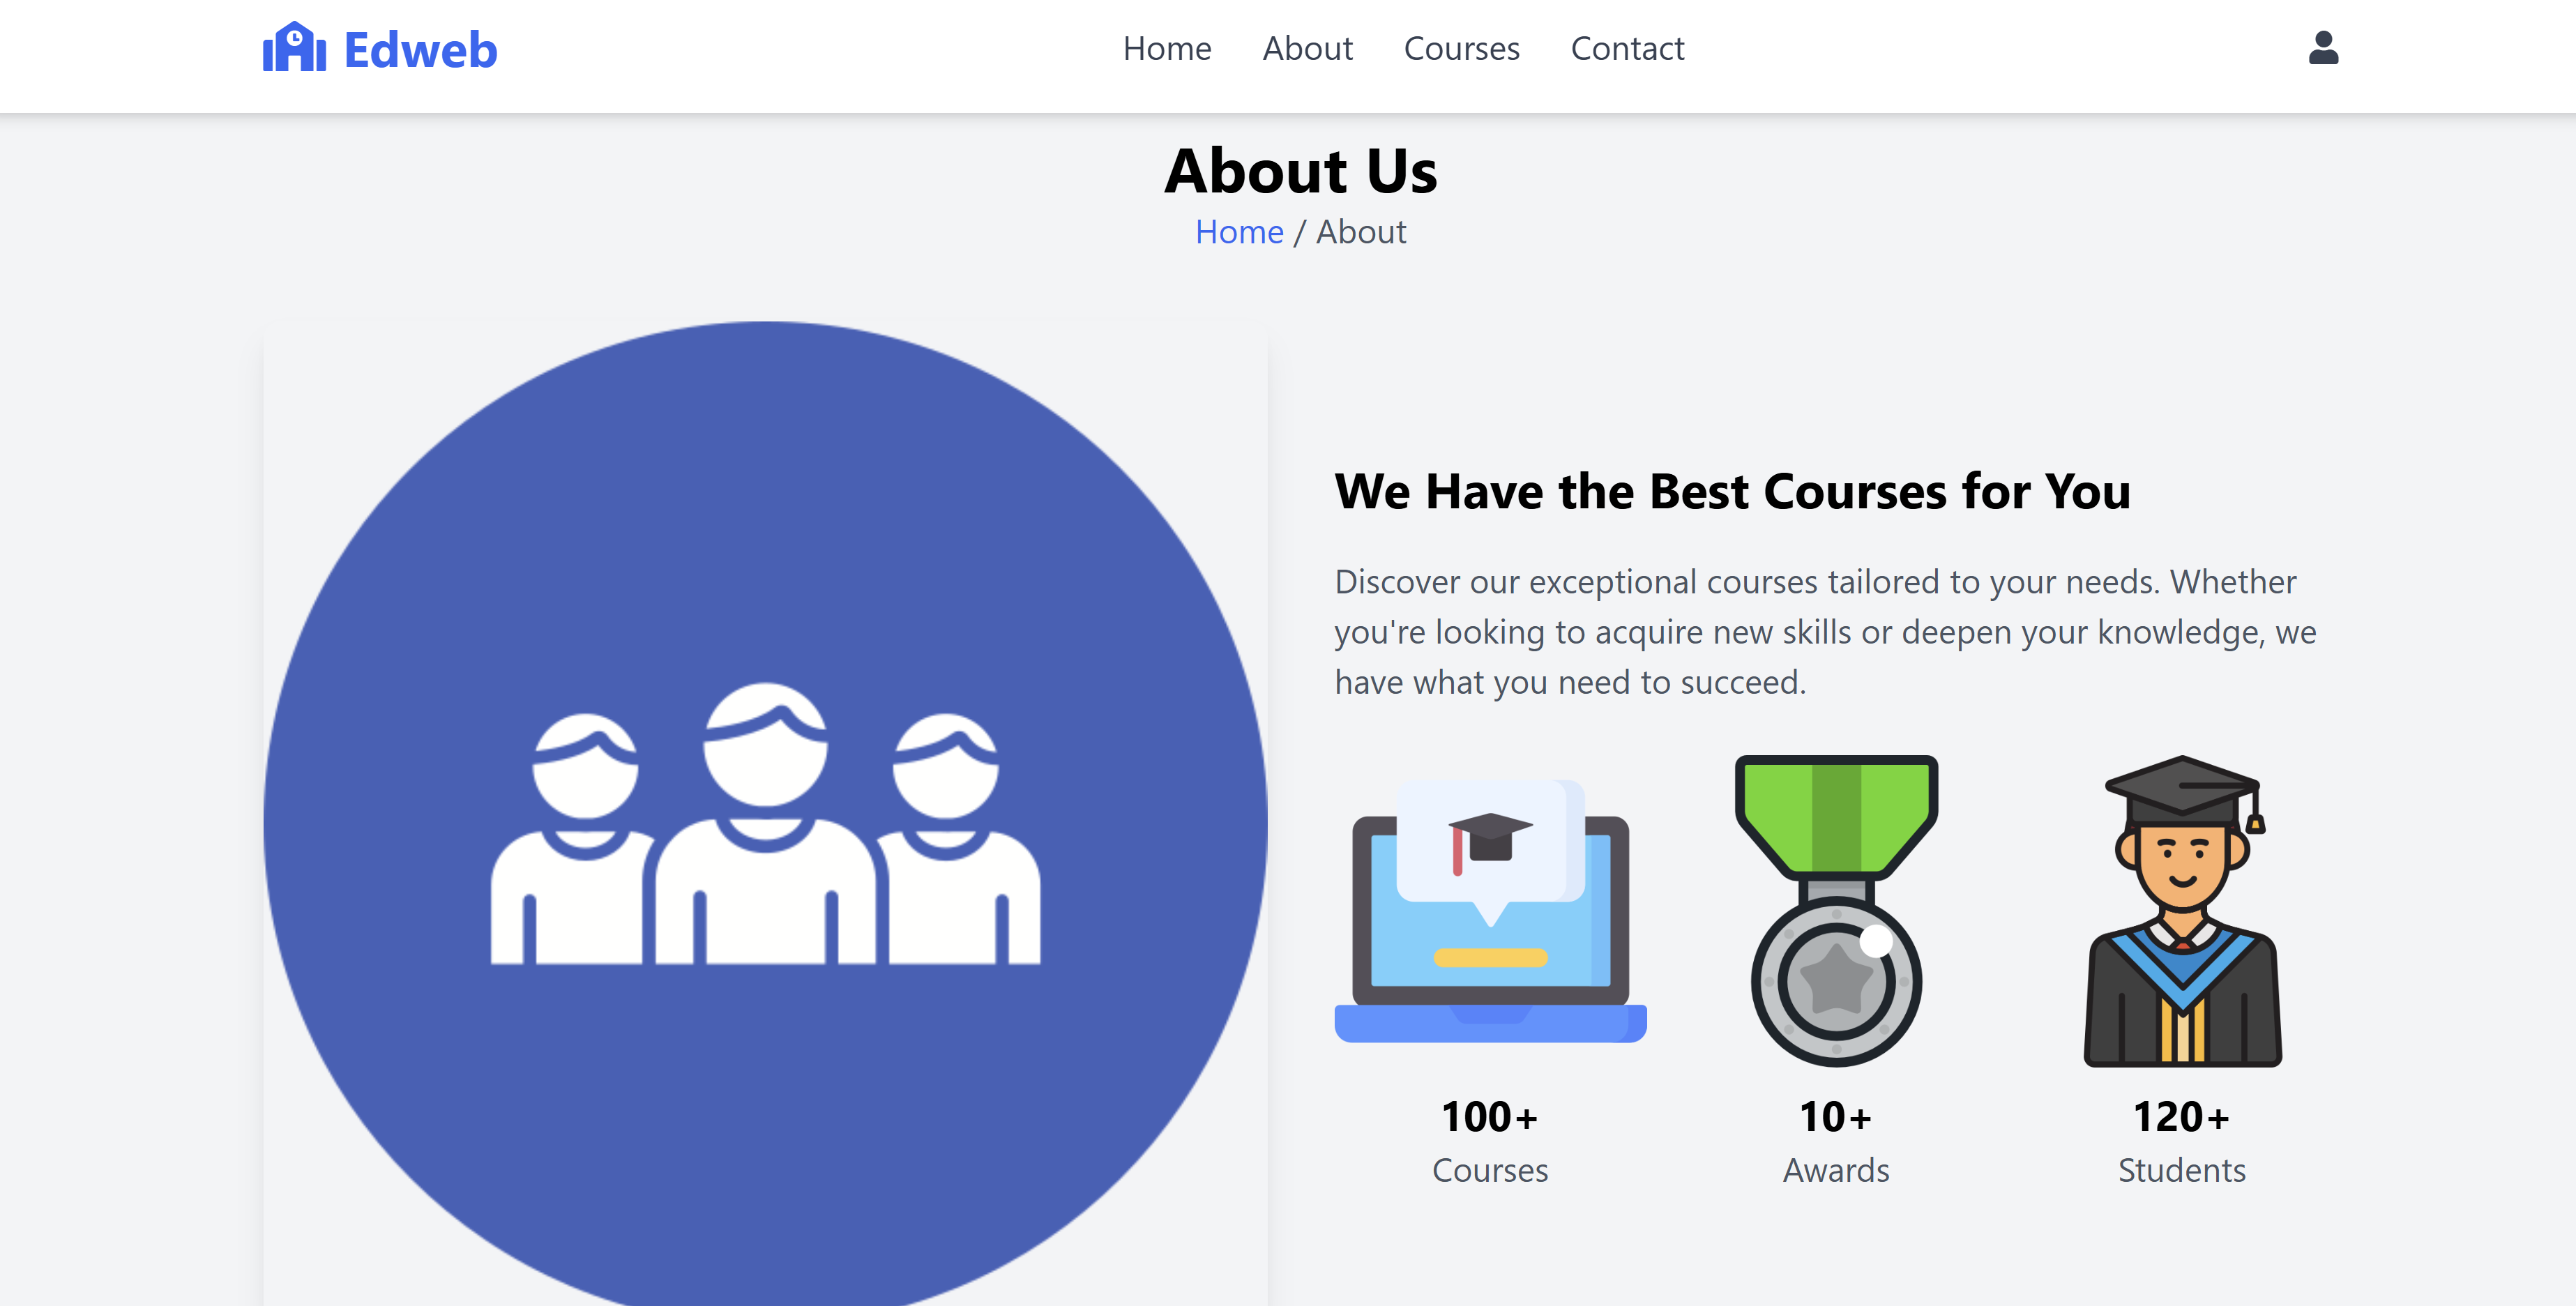 Edweb
Home About Courses Contact
About Us
Home / About
We Have the Best Courses for You
Discover our exceptional courses tailored to your needs. Whether
you're looking to acquire new skills or deepen your knowledge, we
have what you need to succeed.
100+ 10+ 120+
Courses Awards Students